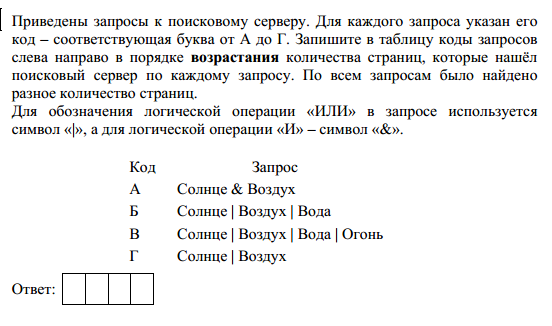 Приведены запросы к поисковому серверу. Для каждого запроса указан его
код – соответствующая буква от А до Г. Запишите в таблицу коды запросов
слева направо в порядке возрастания количества страниц, которые нашёл
поисковый сервер по каждому запросу. По всем запросам было найдено
разное количество страниц.
Для обозначения логической операции «ИЛИ» в запросе используется
символ «|», а для логической операции «И» – символ «&».
Код Запрос
А Солнце & Воздух
Б Солнце | Воздух | Вода
В Солнце | Воздух | Вода | Огонь
Г Солнце | Воздух
Ответ: